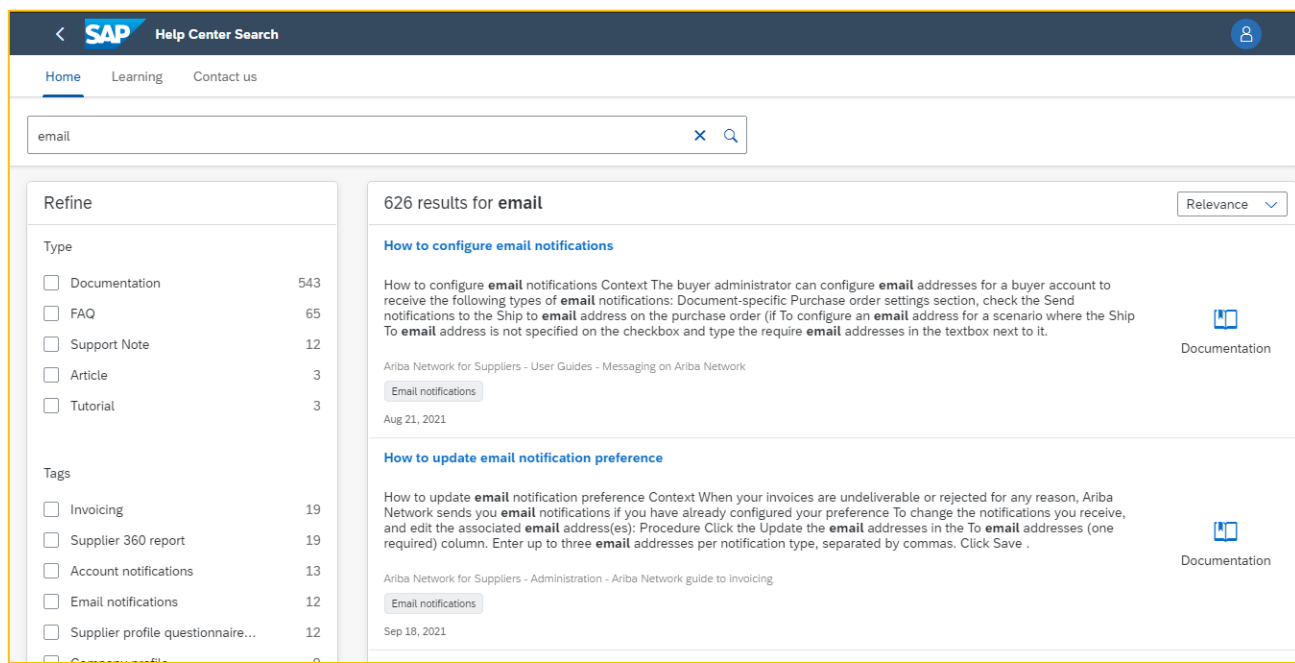 SAP Help Center Search
Home Learning Contact us
email
Refine
Type
Documentation 543
FAQ 65
Support Note 12
Article 3
Tutorial 3
Tags
Invoicing 19
Supplier 360 report 19
Account notifications 13
Email notifications 12
Supplier profile questionnaire... 12
Company profile 9
626 results for email
Relevance
How to configure email notifications
How to configure email notifications Context The buyer administrator can configure email addresses for a buyer account to
receive the following types of email notifications: Document-specific Purchase order settings section, check the Send
notifications to the Ship to email address on the purchase order (if To configure an email address for a scenario where the Ship
To email address is not specified on the checkbox and type the require email addresses in the textbox next to it.
Documentation
Ariba Network for Suppliers - User Guides - Messaging on Ariba Network
Email notifications
Aug 21, 2021
How to update email notification preference
How to update email notification preference Context When your invoices are undeliverable or rejected for any reason, Ariba
Network sends you email notifications if you have already configured your preference To change the notifications you receive,
and edit the associated email address(es): Procedure Click the Update the email addresses in the To email addresses (one
required) column. Enter up to three email addresses per notification type, separated by commas. Click Save .
Documentation
Ariba Network for Suppliers - Administration - Ariba Network guide to invoicing
Email notifications
Sep 18, 2021